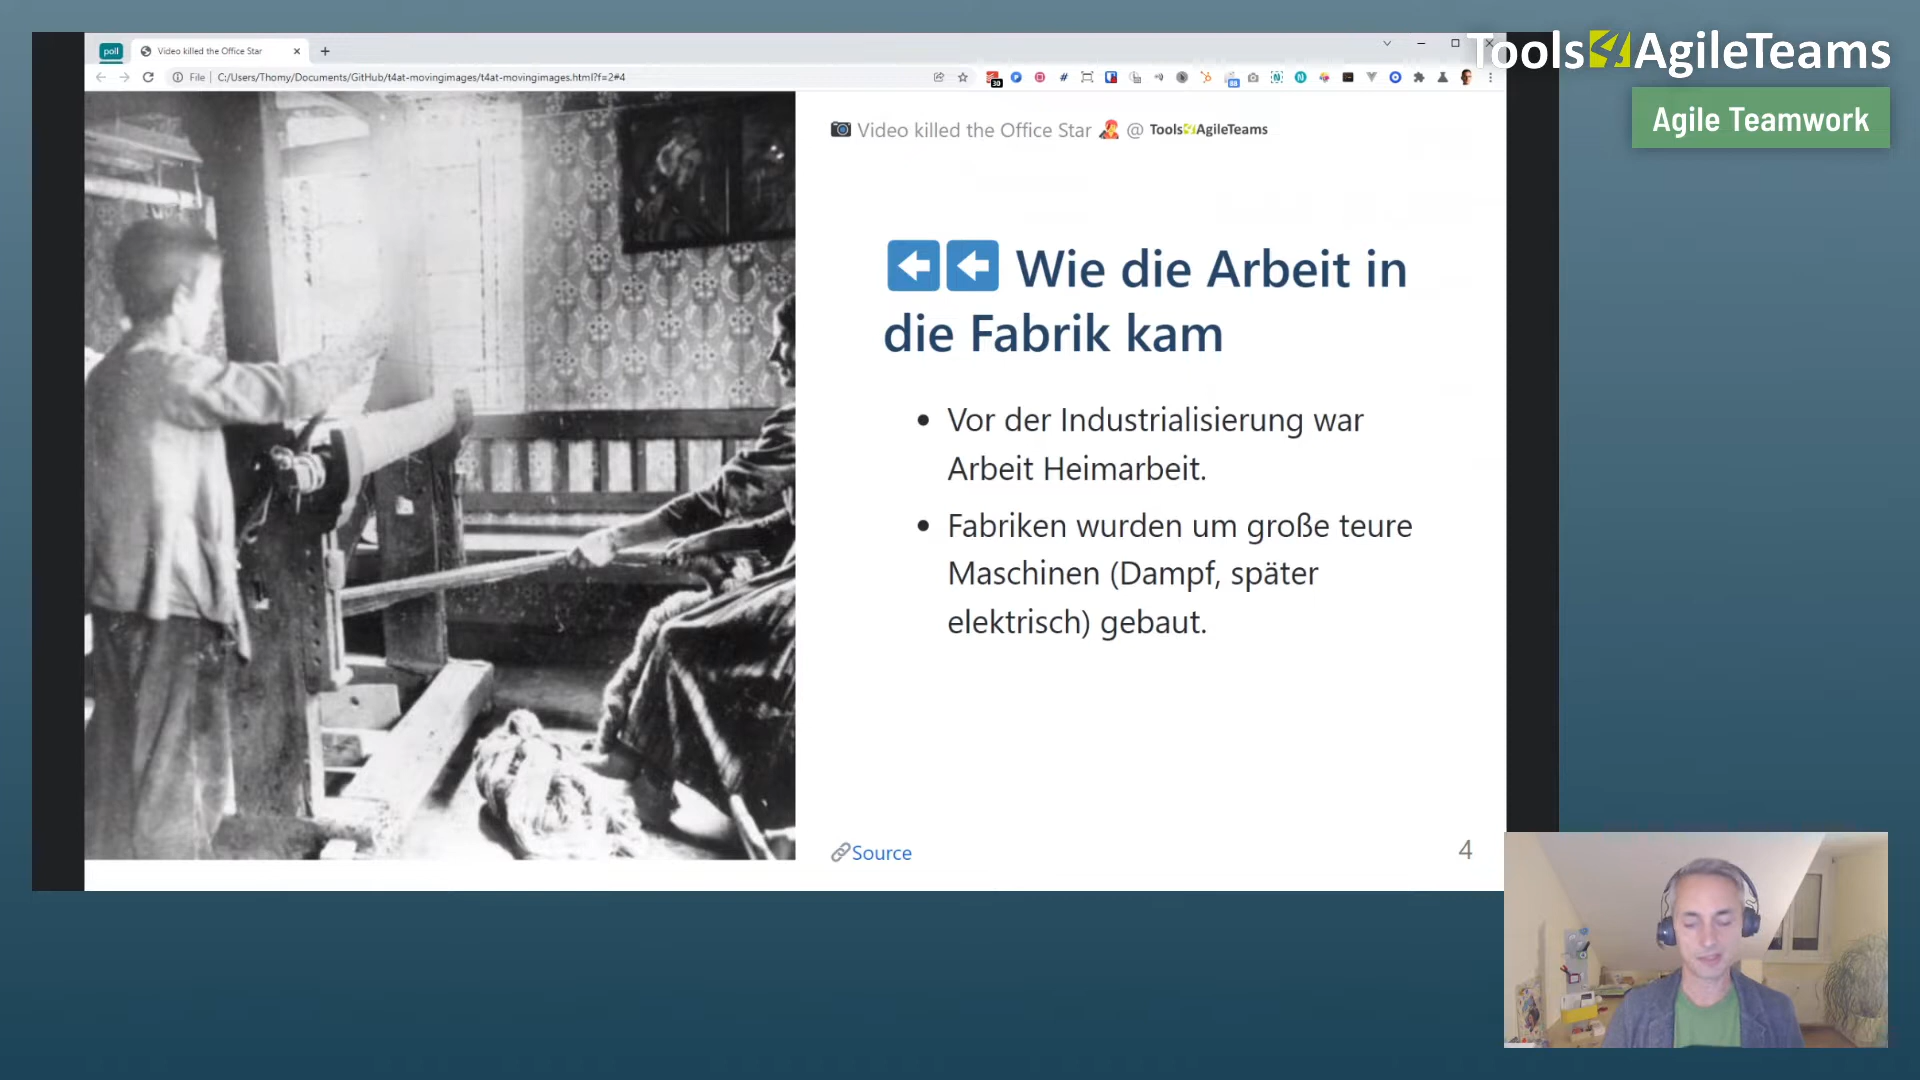 poll
Video killed the Office Star
Tools4AgileTeams
File C:/Users/Thomy/Documents/GitHub/t4at-movingimages/t4at-movingimages.html?f=2#4
Agile Teamwork
Video killed the Office Star @ Tools4AgileTeams
Wie die Arbeit in
die Fabrik kam
Vor der Industrialisierung war
Arbeit Heimarbeit.
Fabriken wurden um große teure
Maschinen (Dampf, später
elektrisch) gebaut.
Source
4